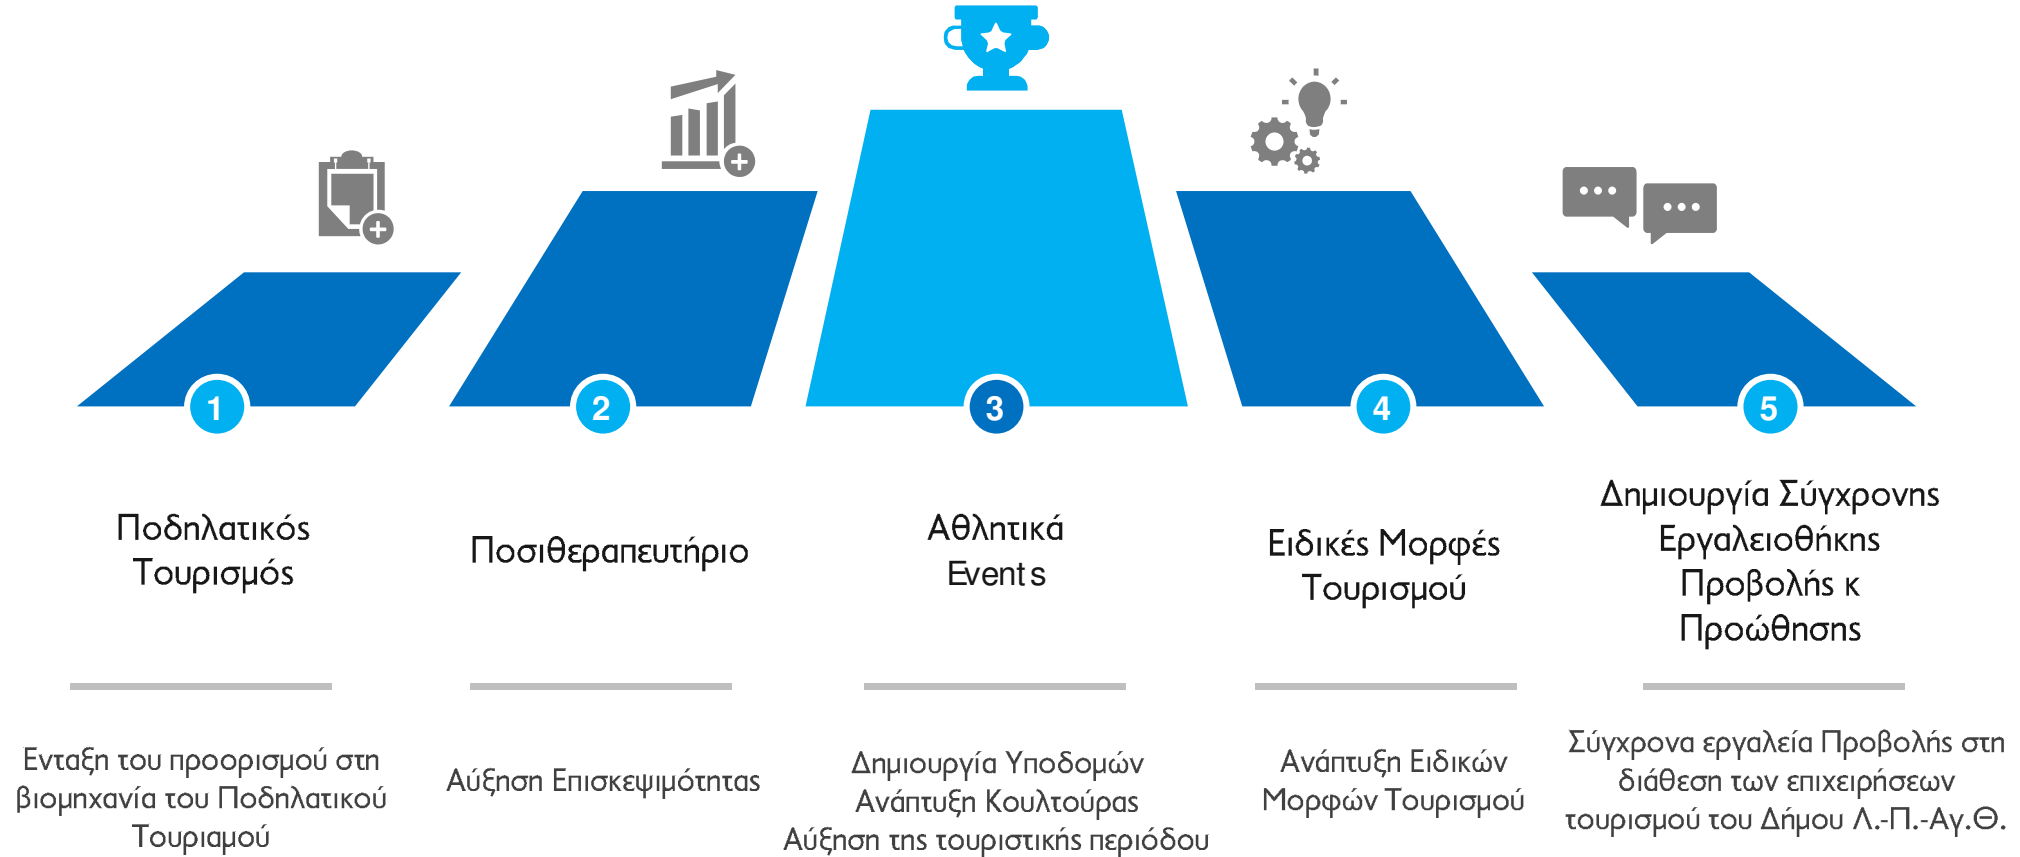 1
2
3
4
5
Ποδηλατικός
Τουρισμός
Ποσιθεραπευτήριο
Αθλητικά
Events
Ειδικές Μορφές
Τουρισμού
Δημιουργία Σύγχρονης
Εργαλειοθήκης
Προβολής κ
Προώθησης
Ενταξη του προορισμού στη
βιομηχανία του Ποδηλατικού
Τουριαμού
Αύξηση Επισκεψιμότητας
Δημιουργία Υποδομών
Ανάπτυξη Κουλτούρας
Αύξηση της τουριστικής περιόδου
Ανάπτυξη Ειδικών
Μορφών Τουρισμού
Σύγχρονα εργαλεία Προβολής στη
διάθεση των επιχειρήσεων
τουρισμού του Δήμου Λ.-Π.-Αγ.Θ.